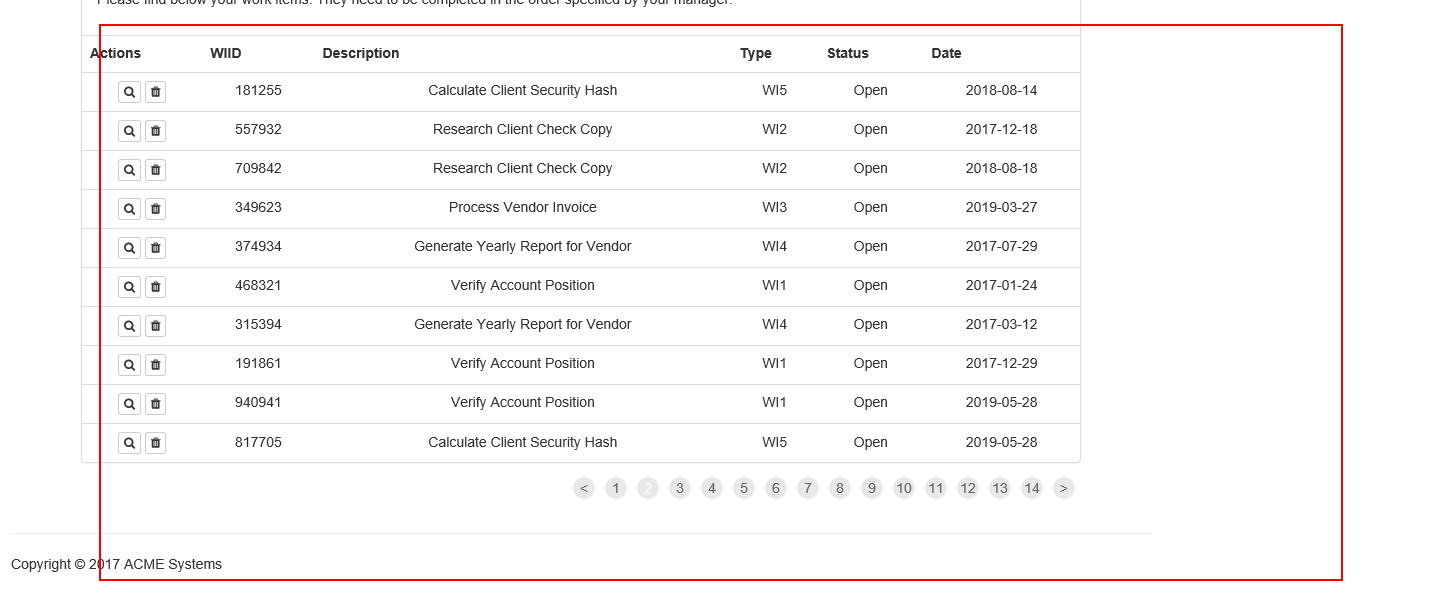 Please find below your work items. They need to be completed in the order specified by your manager.
Actions WIID Description Type Status Date
181255 Calculate Client Security Hash WI5 Open 2018-08-14
557932 Research Client Check Copy WI2 Open 2017-12-18
709842 Research Client Check Copy WI2 Open 2018-08-18
349623 Process Vendor Invoice WI3 Open 2019-03-27
374934 Generate Yearly Report for Vendor WI4 Open 2017-07-29
468321 Verify Account Position WI1 Open 2017-01-24
315394 Generate Yearly Report for Vendor WI4 Open 2017-03-12
191861 Verify Account Position WI1 Open 2017-12-29
940941 Verify Account Position WI1 Open 2019-05-28
817705 Calculate Client Security Hash WI5 Open 2019-05-28
< 1 2 3 4 5 6 7 8 9 10 11 12 13 14 >
Copyright © 2017 ACME Systems